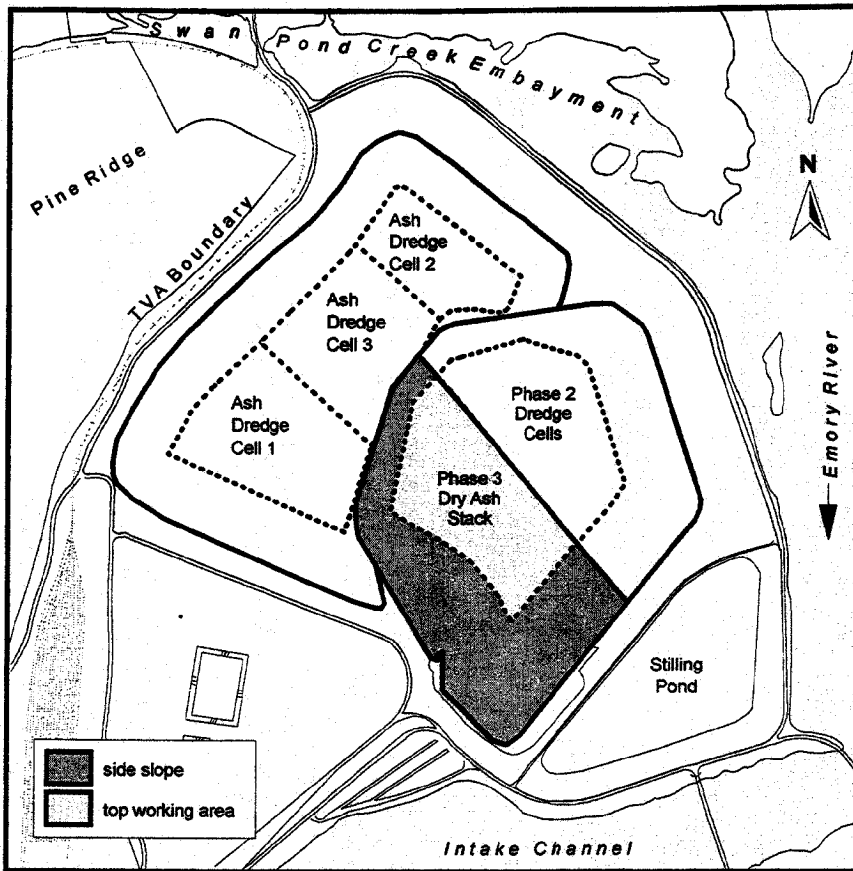 Swan Pond Creek Embayment
Pine Ridge
TVA Boundary
N
Ash
Dredge
Cell 2
Ash
Dredge
Cell 3
Ash
Dredge
Cell 1
Phase 2
Dredge
Cells
Phase 3
Dry Ash
Stack
Emory River
Stilling
Pond
side slope
top working area
Intake Channel